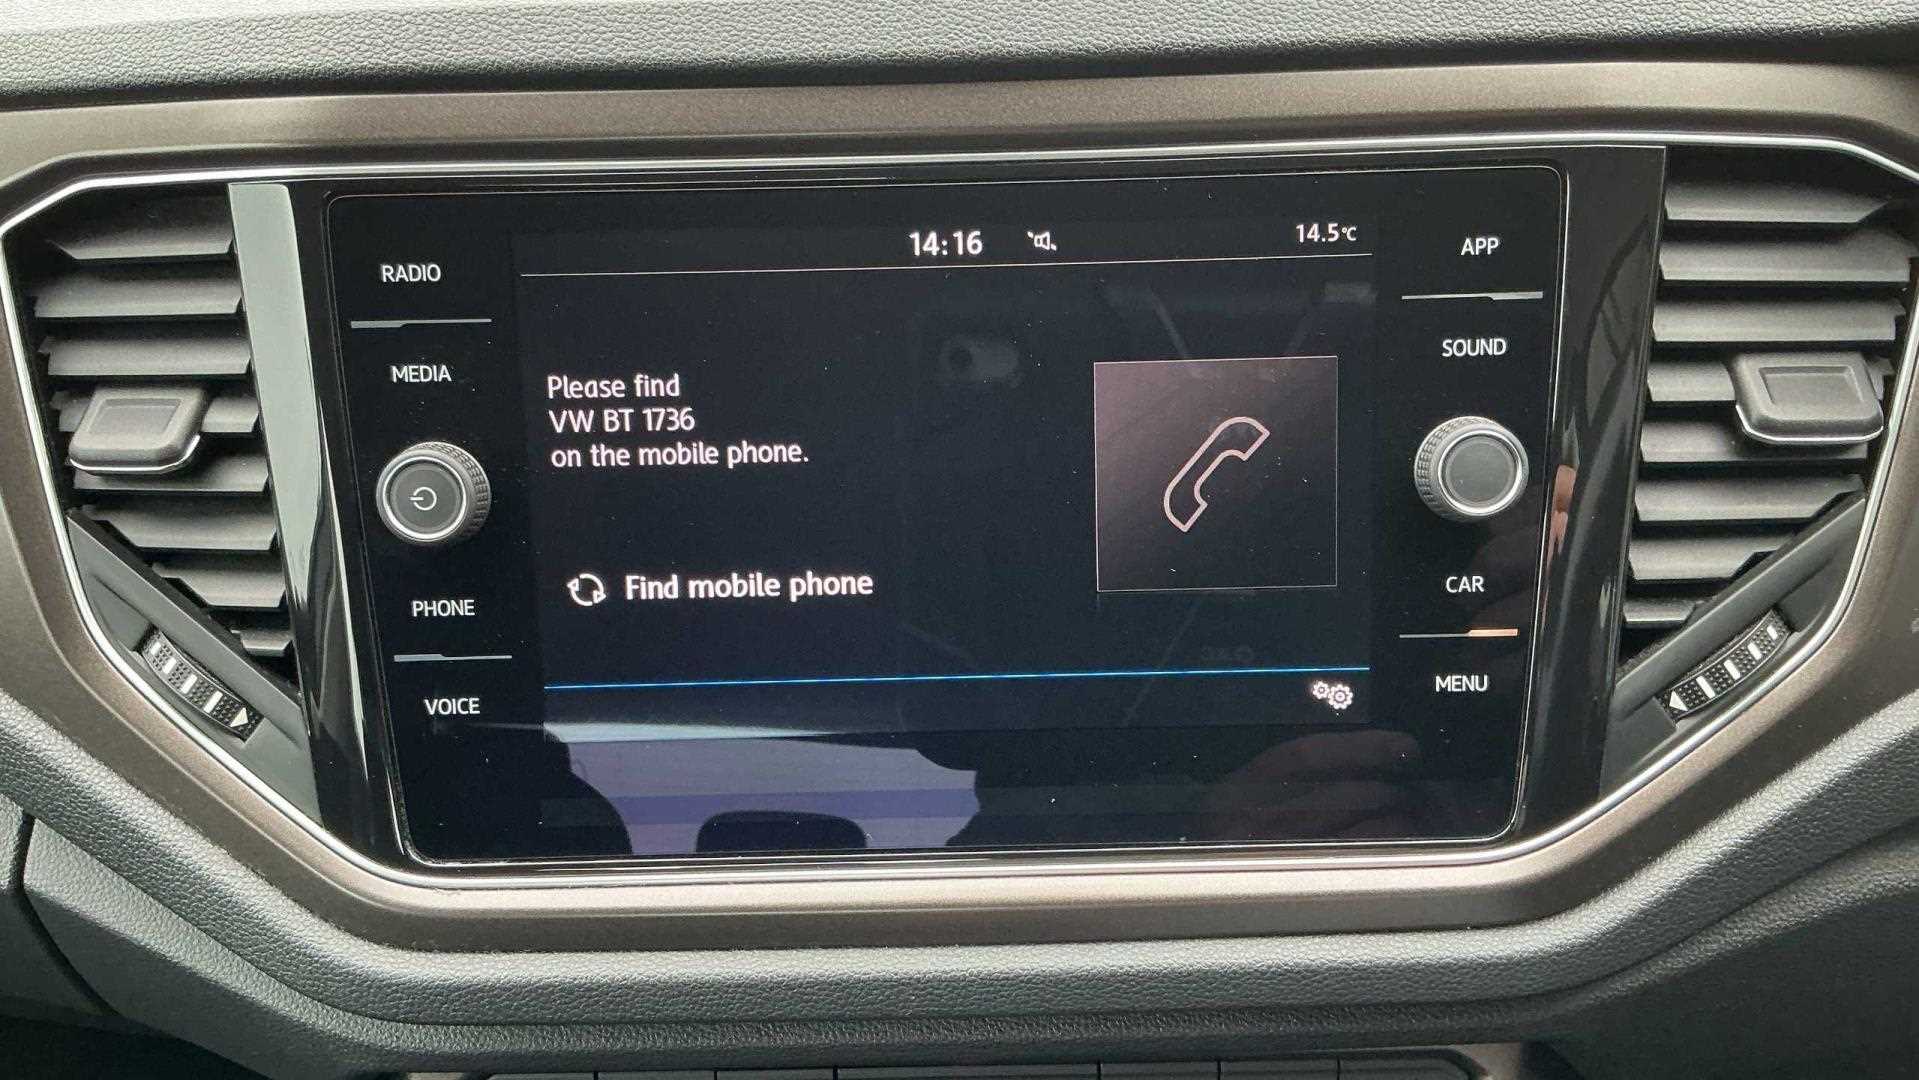 14:16
14.5°C
RADIO
MEDIA
PHONE
VOICE
Please find
VW BT 1736
on the mobile phone.
Find mobile phone
APP
SOUND
CAR
MENU